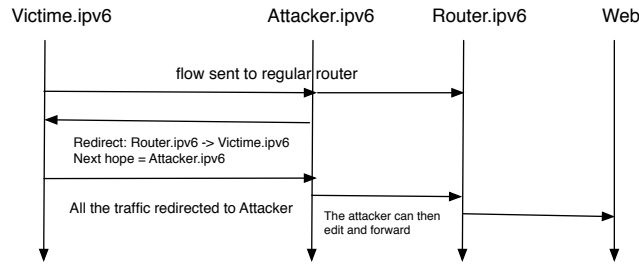 Victime.ipv6
Attacker.ipv6
Router.ipv6
Web
flow sent to regular router
Redirect: Router.ipv6 -> Victime.ipv6
Next hope = Attacker.ipv6
All the traffic redirected to Attacker
The attacker can then
edit and forward